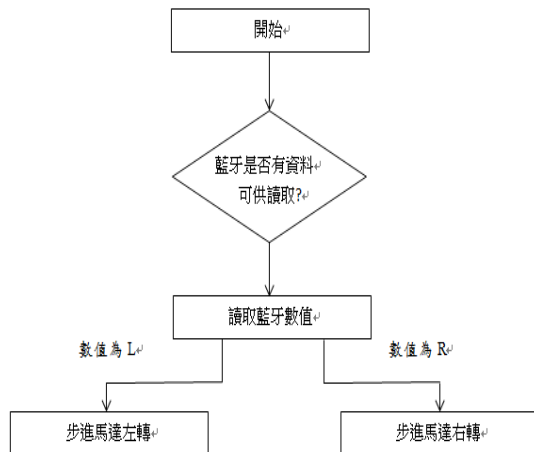 開始
藍牙是否有資料
可供讀取?
讀取藍牙數值
數值為 L
數值為 R
步進馬達左轉
步進馬達右轉